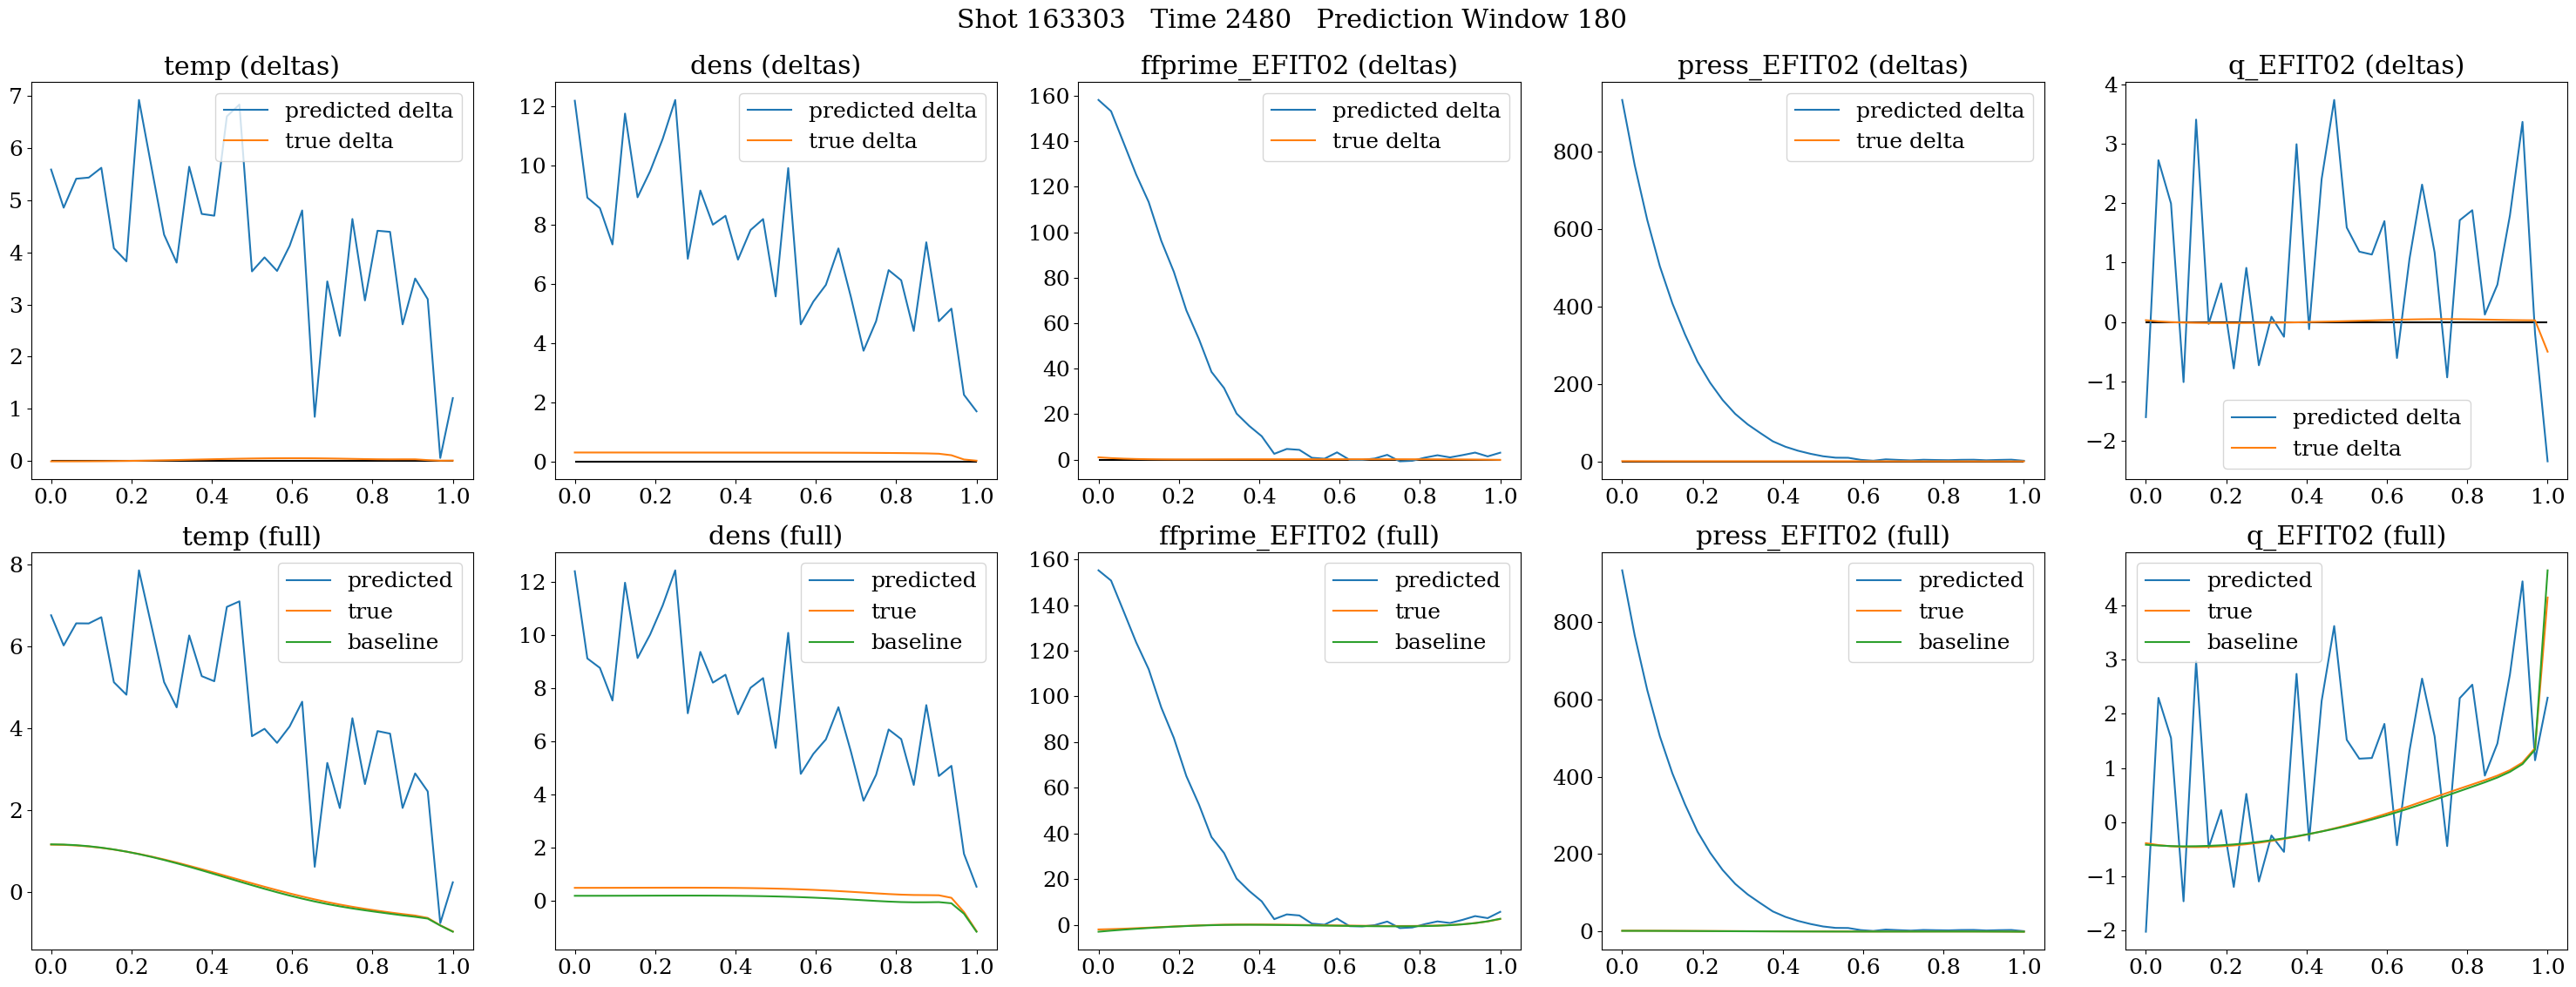 Shot 163303   Time 2480   Prediction Window 180
temp (deltas)
7
6
5
4
3
2
1
0
0.0 0.2 0.4 0.6 0.8 1.0
predicted delta
true delta
dens (deltas)
12
10
8
6
4
2
0
0.0 0.2 0.4 0.6 0.8 1.0
predicted delta
true delta
ffprime_EFIT02 (deltas)
160
140
120
100
80
60
40
20
0
0.0 0.2 0.4 0.6 0.8 1.0
predicted delta
true delta
press_EFIT02 (deltas)
800
600
400
200
0
0.0 0.2 0.4 0.6 0.8 1.0
predicted delta
true delta
q_EFIT02 (deltas)
4
3
2
1
0
−1
−2
0.0 0.2 0.4 0.6 0.8 1.0
predicted delta
true delta
temp (full)
8
6
4
2
0
0.0 0.2 0.4 0.6 0.8 1.0
predicted
true
baseline
dens (full)
12
10
8
6
4
2
0
0.0 0.2 0.4 0.6 0.8 1.0
predicted
true
baseline
ffprime_EFIT02 (full)
160
140
120
100
80
60
40
20
0
0.0 0.2 0.4 0.6 0.8 1.0
predicted
true
baseline
press_EFIT02 (full)
800
600
400
200
0
0.0 0.2 0.4 0.6 0.8 1.0
predicted
true
baseline
q_EFIT02 (full)
4
3
2
1
0
−1
−2
0.0 0.2 0.4 0.6 0.8 1.0
predicted
true
baseline